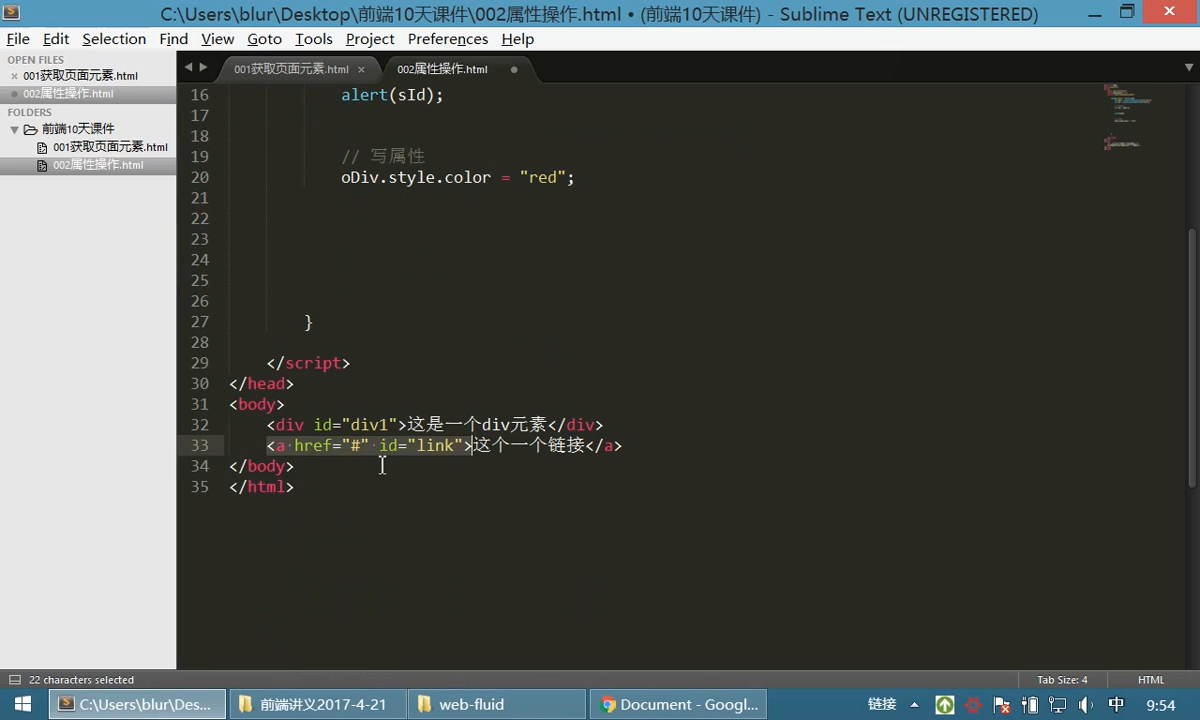 C:\Users\blur\Desktop\前端10天课件\002属性操作.html • (前端10天课件) - Sublime Text (UNREGISTERED)
File Edit Selection Find View Goto Tools Project Preferences Help
OPEN FILES
001获取页面元素.html
002属性操作.html
FOLDERS
前端10天课件
001获取页面元素.html
002属性操作.html
001获取页面元素.html 002属性操作.html
16 alert(sId);
17
18
19 // 写属性
20 oDiv.style.color = "red";
21
22
23
24
25
26
27 }
28
29 </script>
30 </head>
31 <body>
32 <div id="div1">这是一个div元素</div>
33 <a href="#" id="link">这个一个链接</a>
34 </body>
35 </html>
22 characters selected Tab Size: 4 HTML
C:\Users\blur\Des... 前端讲义2017-4-21 web-fluid Document - Googl... 链接 中 9:54